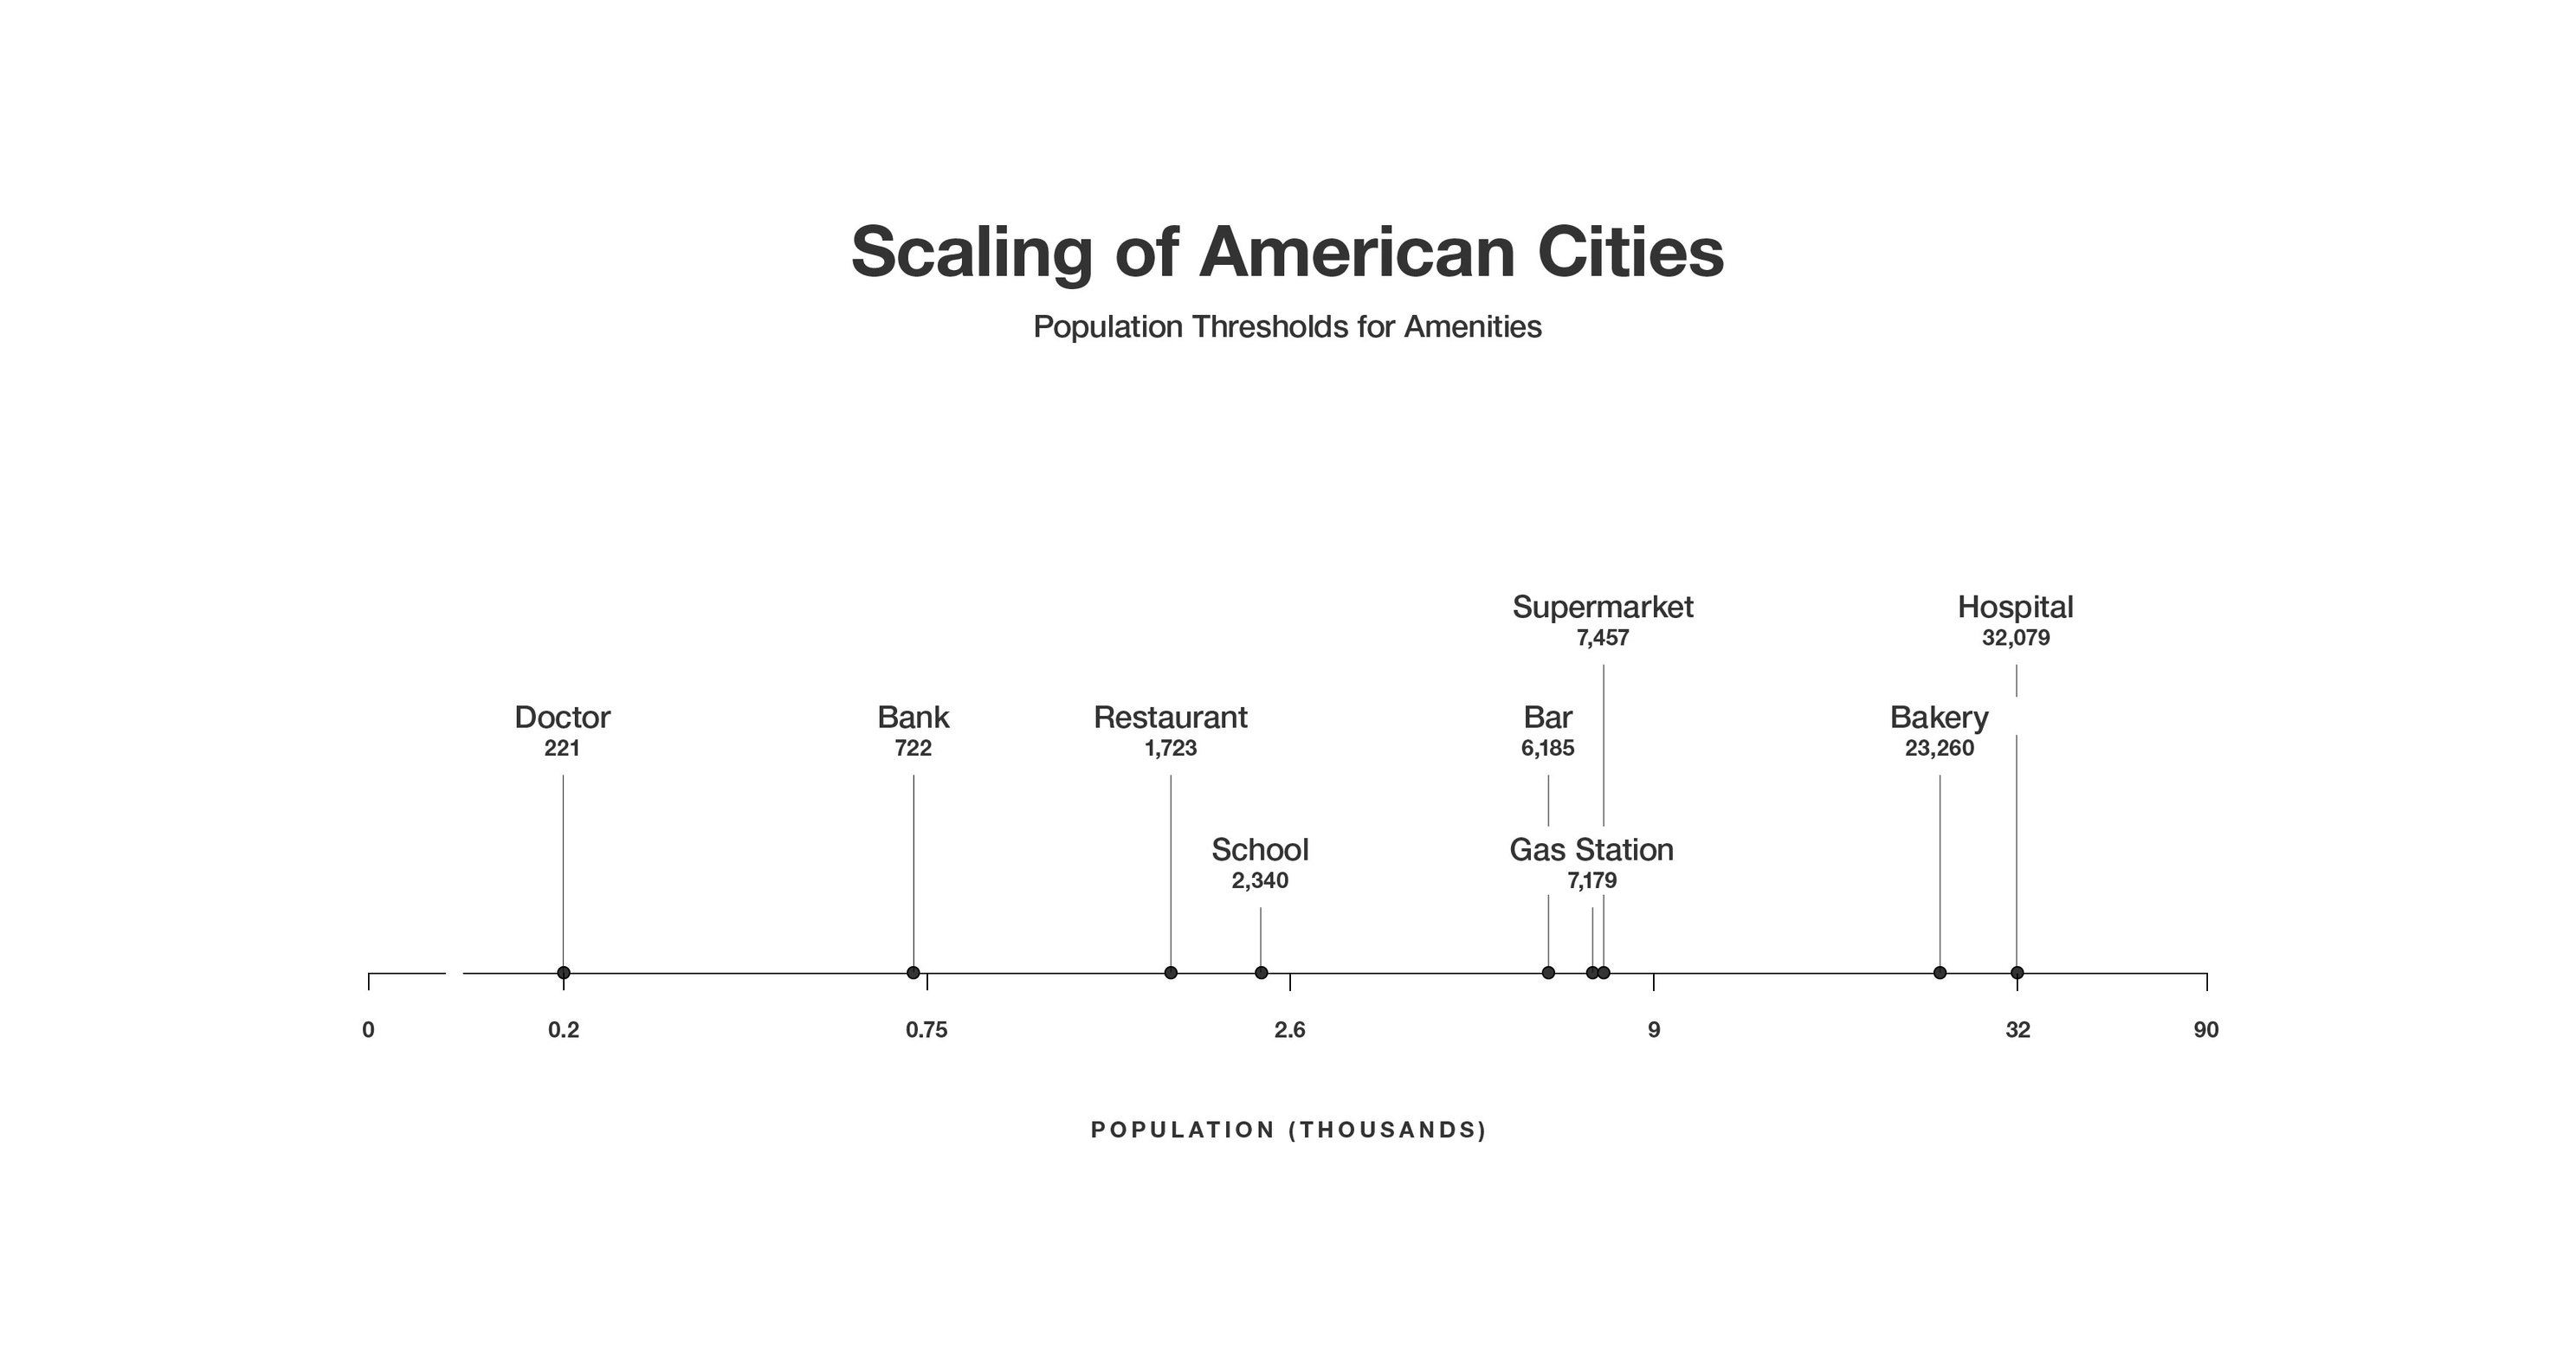 Scaling of American Cities
Population Thresholds for Amenities
Supermarket
7,457
Hospital
32,079
Doctor
221
Bank
722
Restaurant
1,723
Bar
6,185
Bakery
23,260
School
2,340
Gas Station
7,179
0 0.2 0.75 2.6 9 32 90
POPULATION (THOUSANDS)